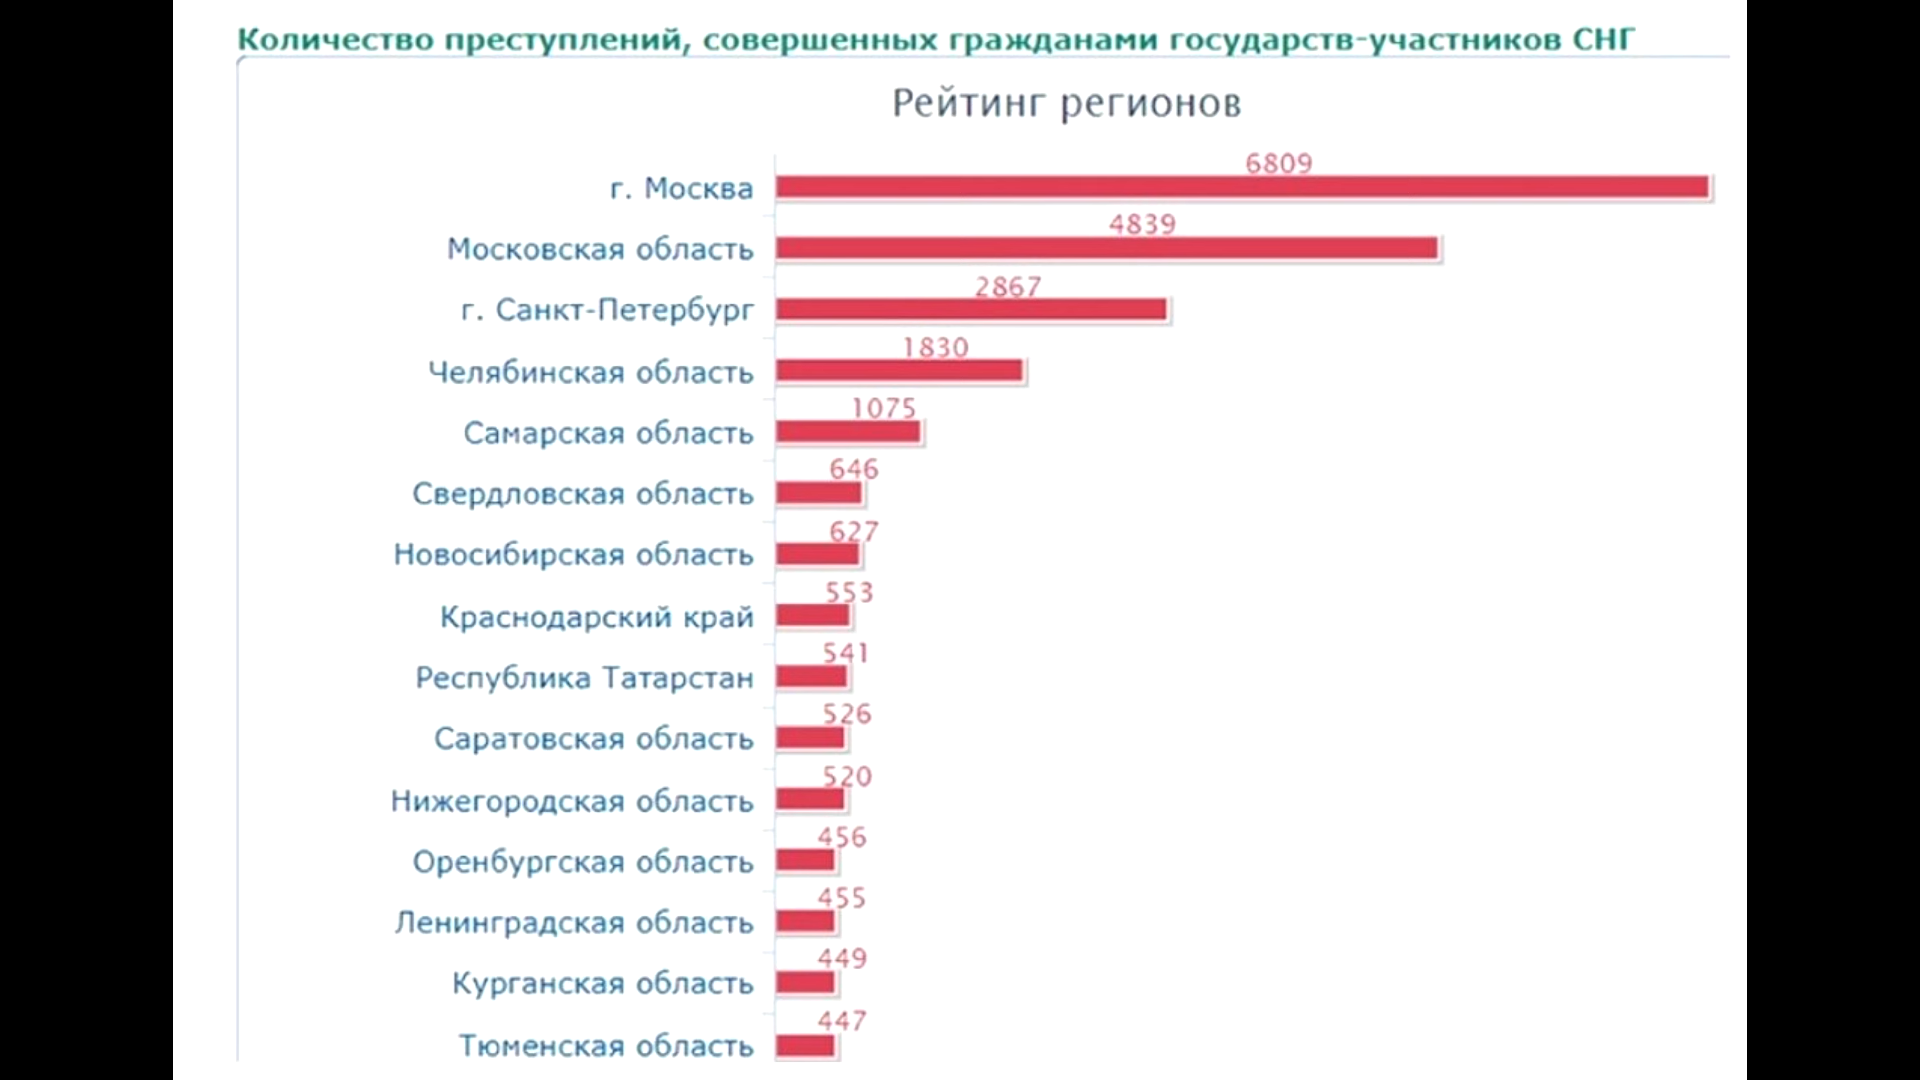 Количество преступлений, совершенных гражданами государств-участников СНГ
Рейтинг регионов
6809
г. Москва
4839
Московская область
2867
г. Санкт-Петербург
1830
Челябинская область
1075
Самарская область
646
Свердловская область
627
Новосибирская область
553
Краснодарский край
541
Республика Татарстан
526
Саратовская область
520
Нижегородская область
456
Оренбургская область
455
Ленинградская область
449
Курганская область
447
Тюменская область